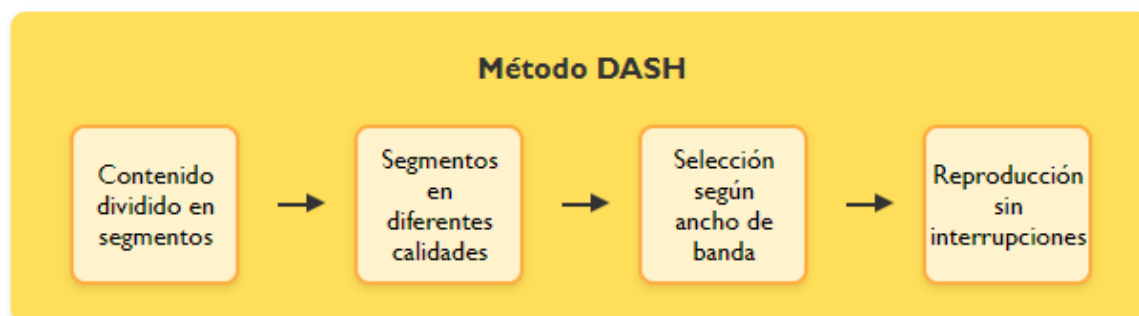 Método DASH
Contenido
dividido en
segmentos
Segmentos
en
diferentes
calidades
Selección
según
ancho de
banda
Reproducción
sin
interrupciones